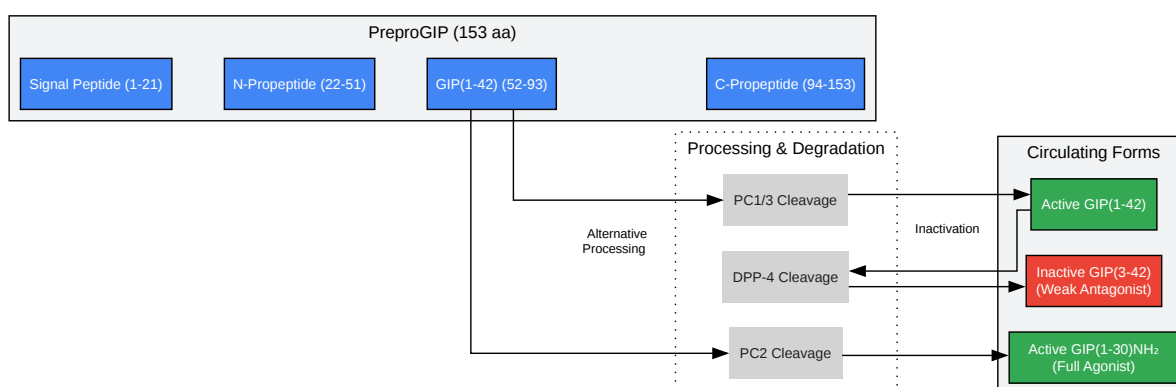 PreproGIP (153 aa)
Signal Peptide (1-21)
N-Propeptide (22-51)
GIP(1-42) (52-93)
C-Propeptide (94-153)
Processing & Degradation
Circulating Forms
PC1/3 Cleavage
Active GIP(1-42)
Alternative
Processing
Inactivation
DPP-4 Cleavage
Inactive GIP(3-42)
(Weak Antagonist)
PC2 Cleavage
Active GIP(1-30)NH₂
(Full Agonist)